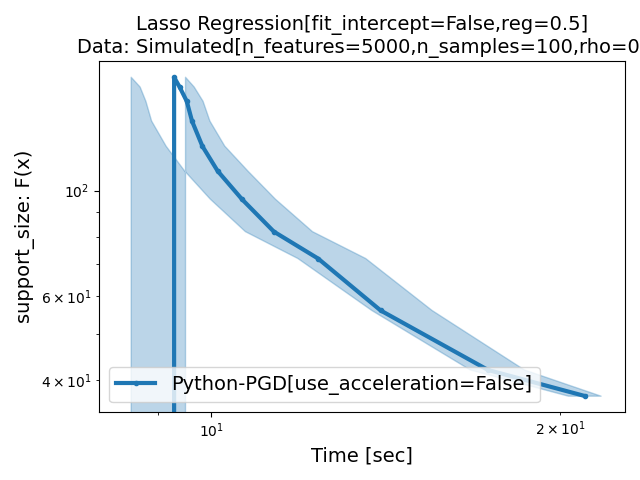 Lasso Regression[fit_intercept=False,reg=0.5]
Data: Simulated[n_features=5000,n_samples=100,rho=0
support_size: F(x)
10²
6 × 10¹
4 × 10¹
Python-PGD[use_acceleration=False]
10¹
2 × 10¹
Time [sec]